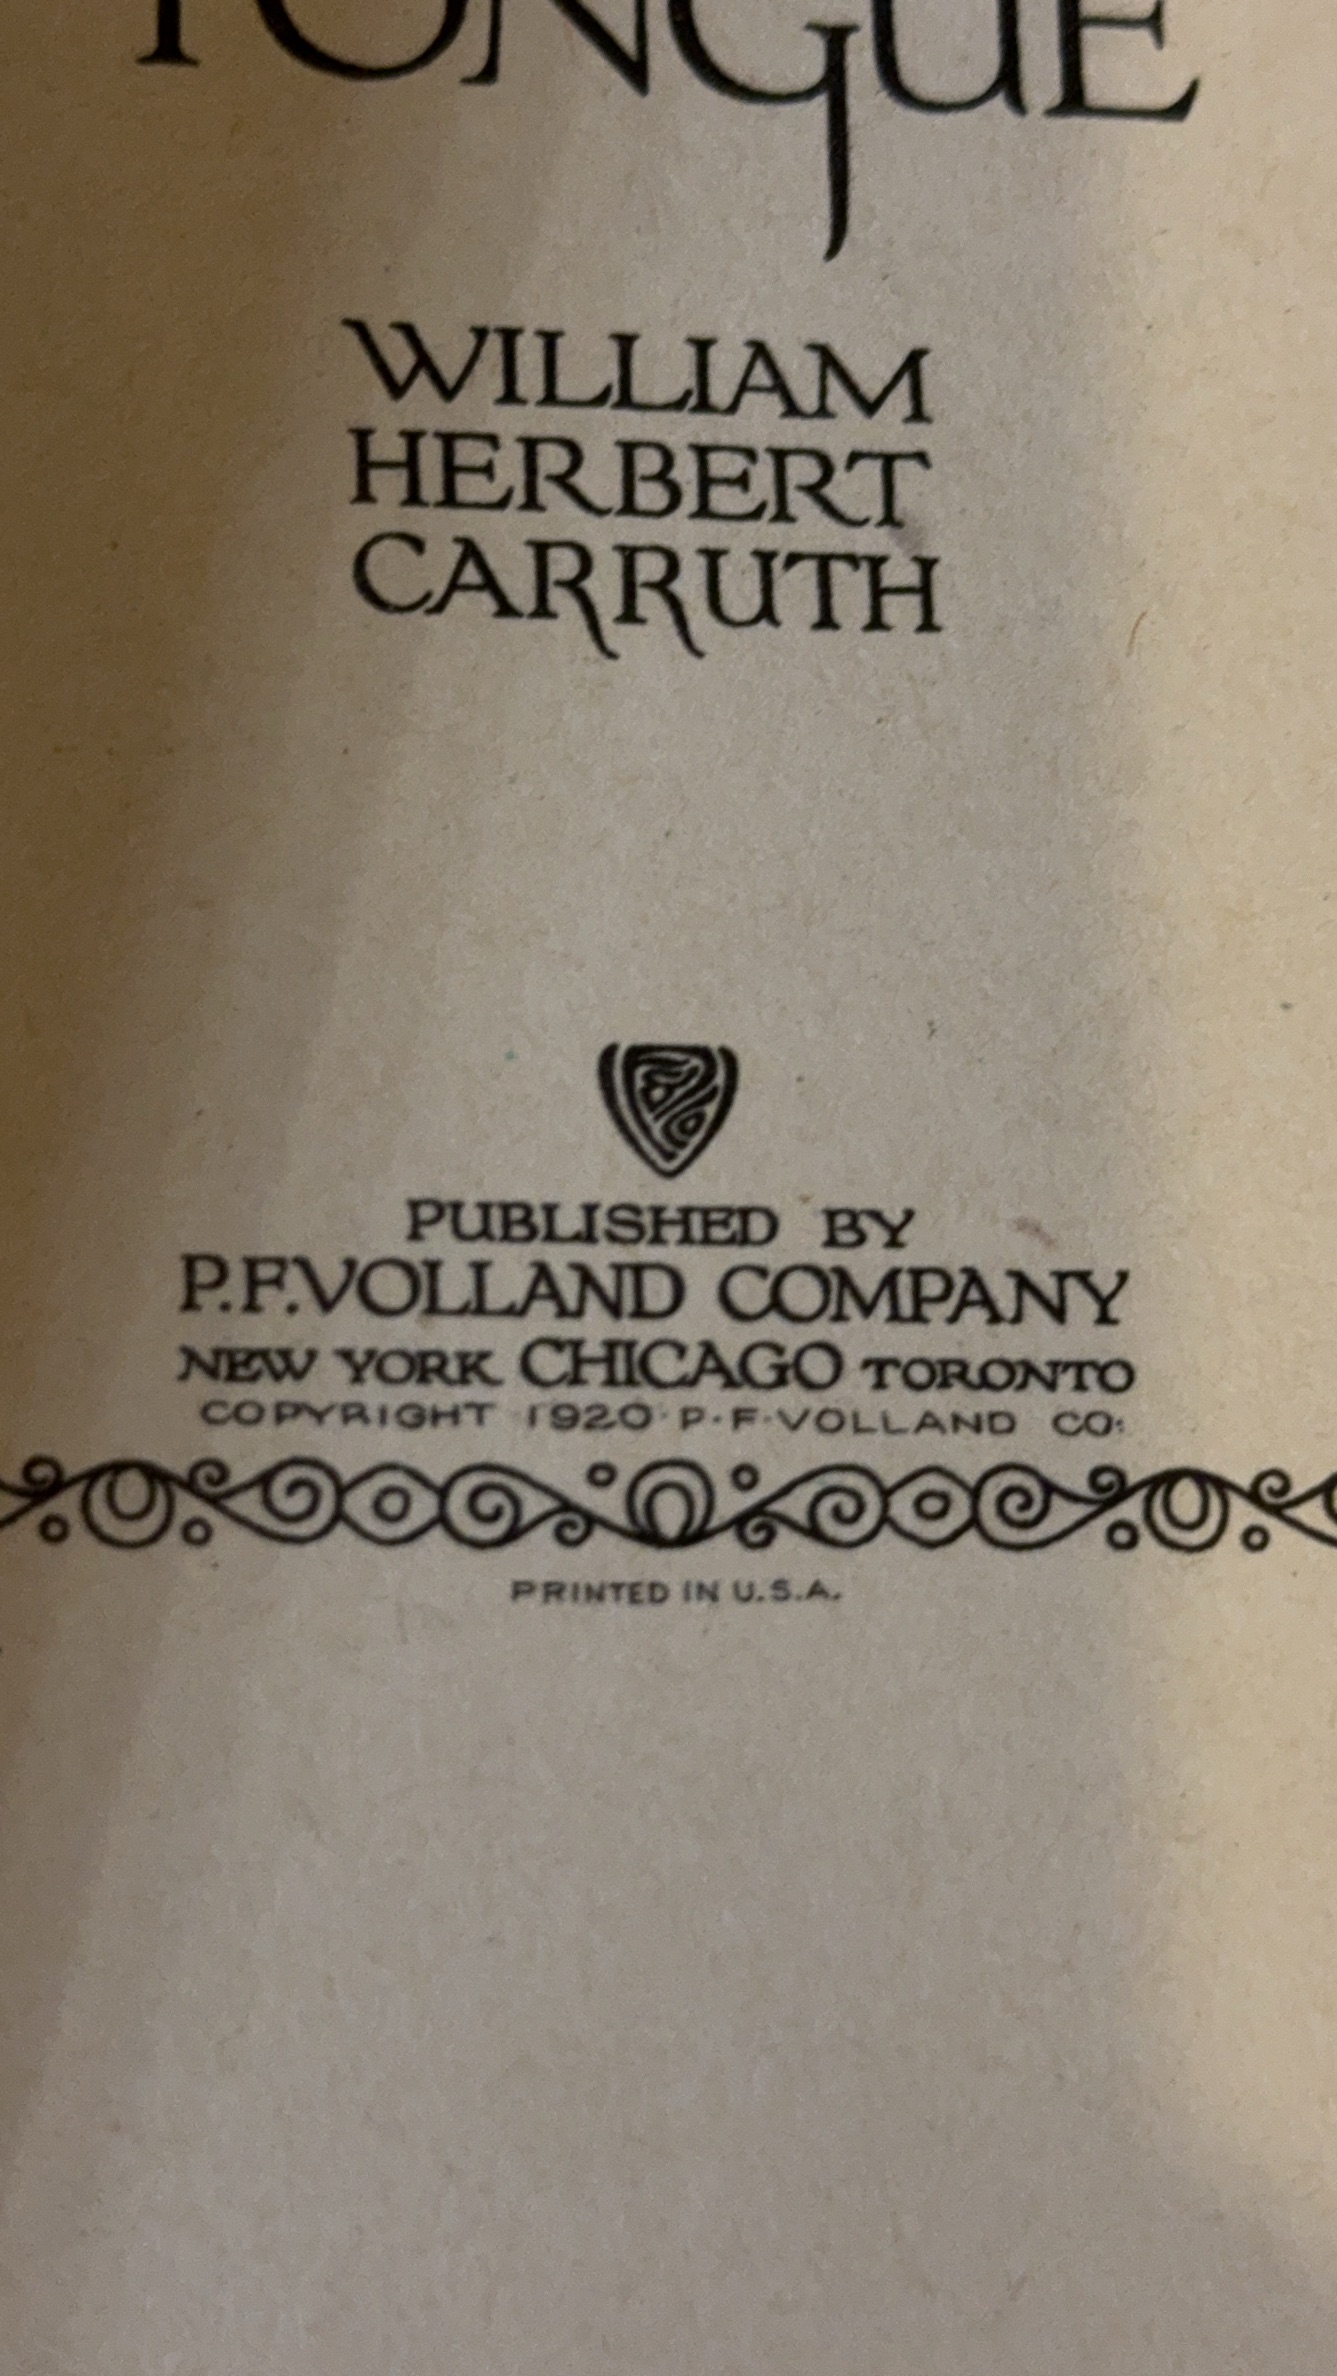 TONGUE
WILLIAM
HERBERT
CARRUTH
PUBLISHED BY
P.F.VOLLAND COMPANY
NEW YORK CHICAGO TORONTO
COPYRIGHT 1920 P·F·VOLLAND CO:
PRINTED IN U.S.A.